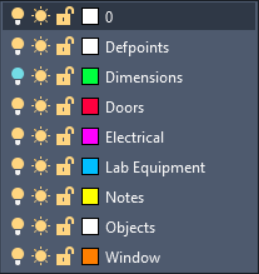 0
Defpoints
Dimensions
Doors
Electrical
Lab Equipment
Notes
Objects
Window